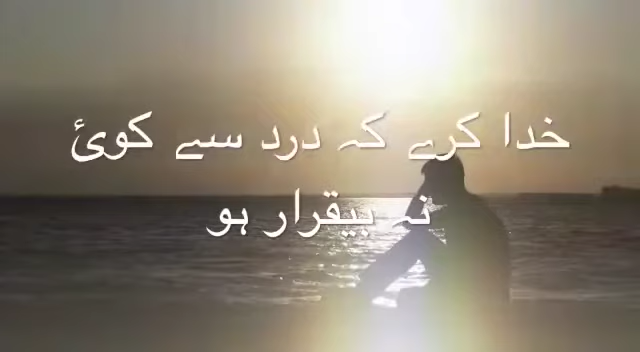 خدا کرے کہ درد سے کوئ
نہ بیقرار ہو